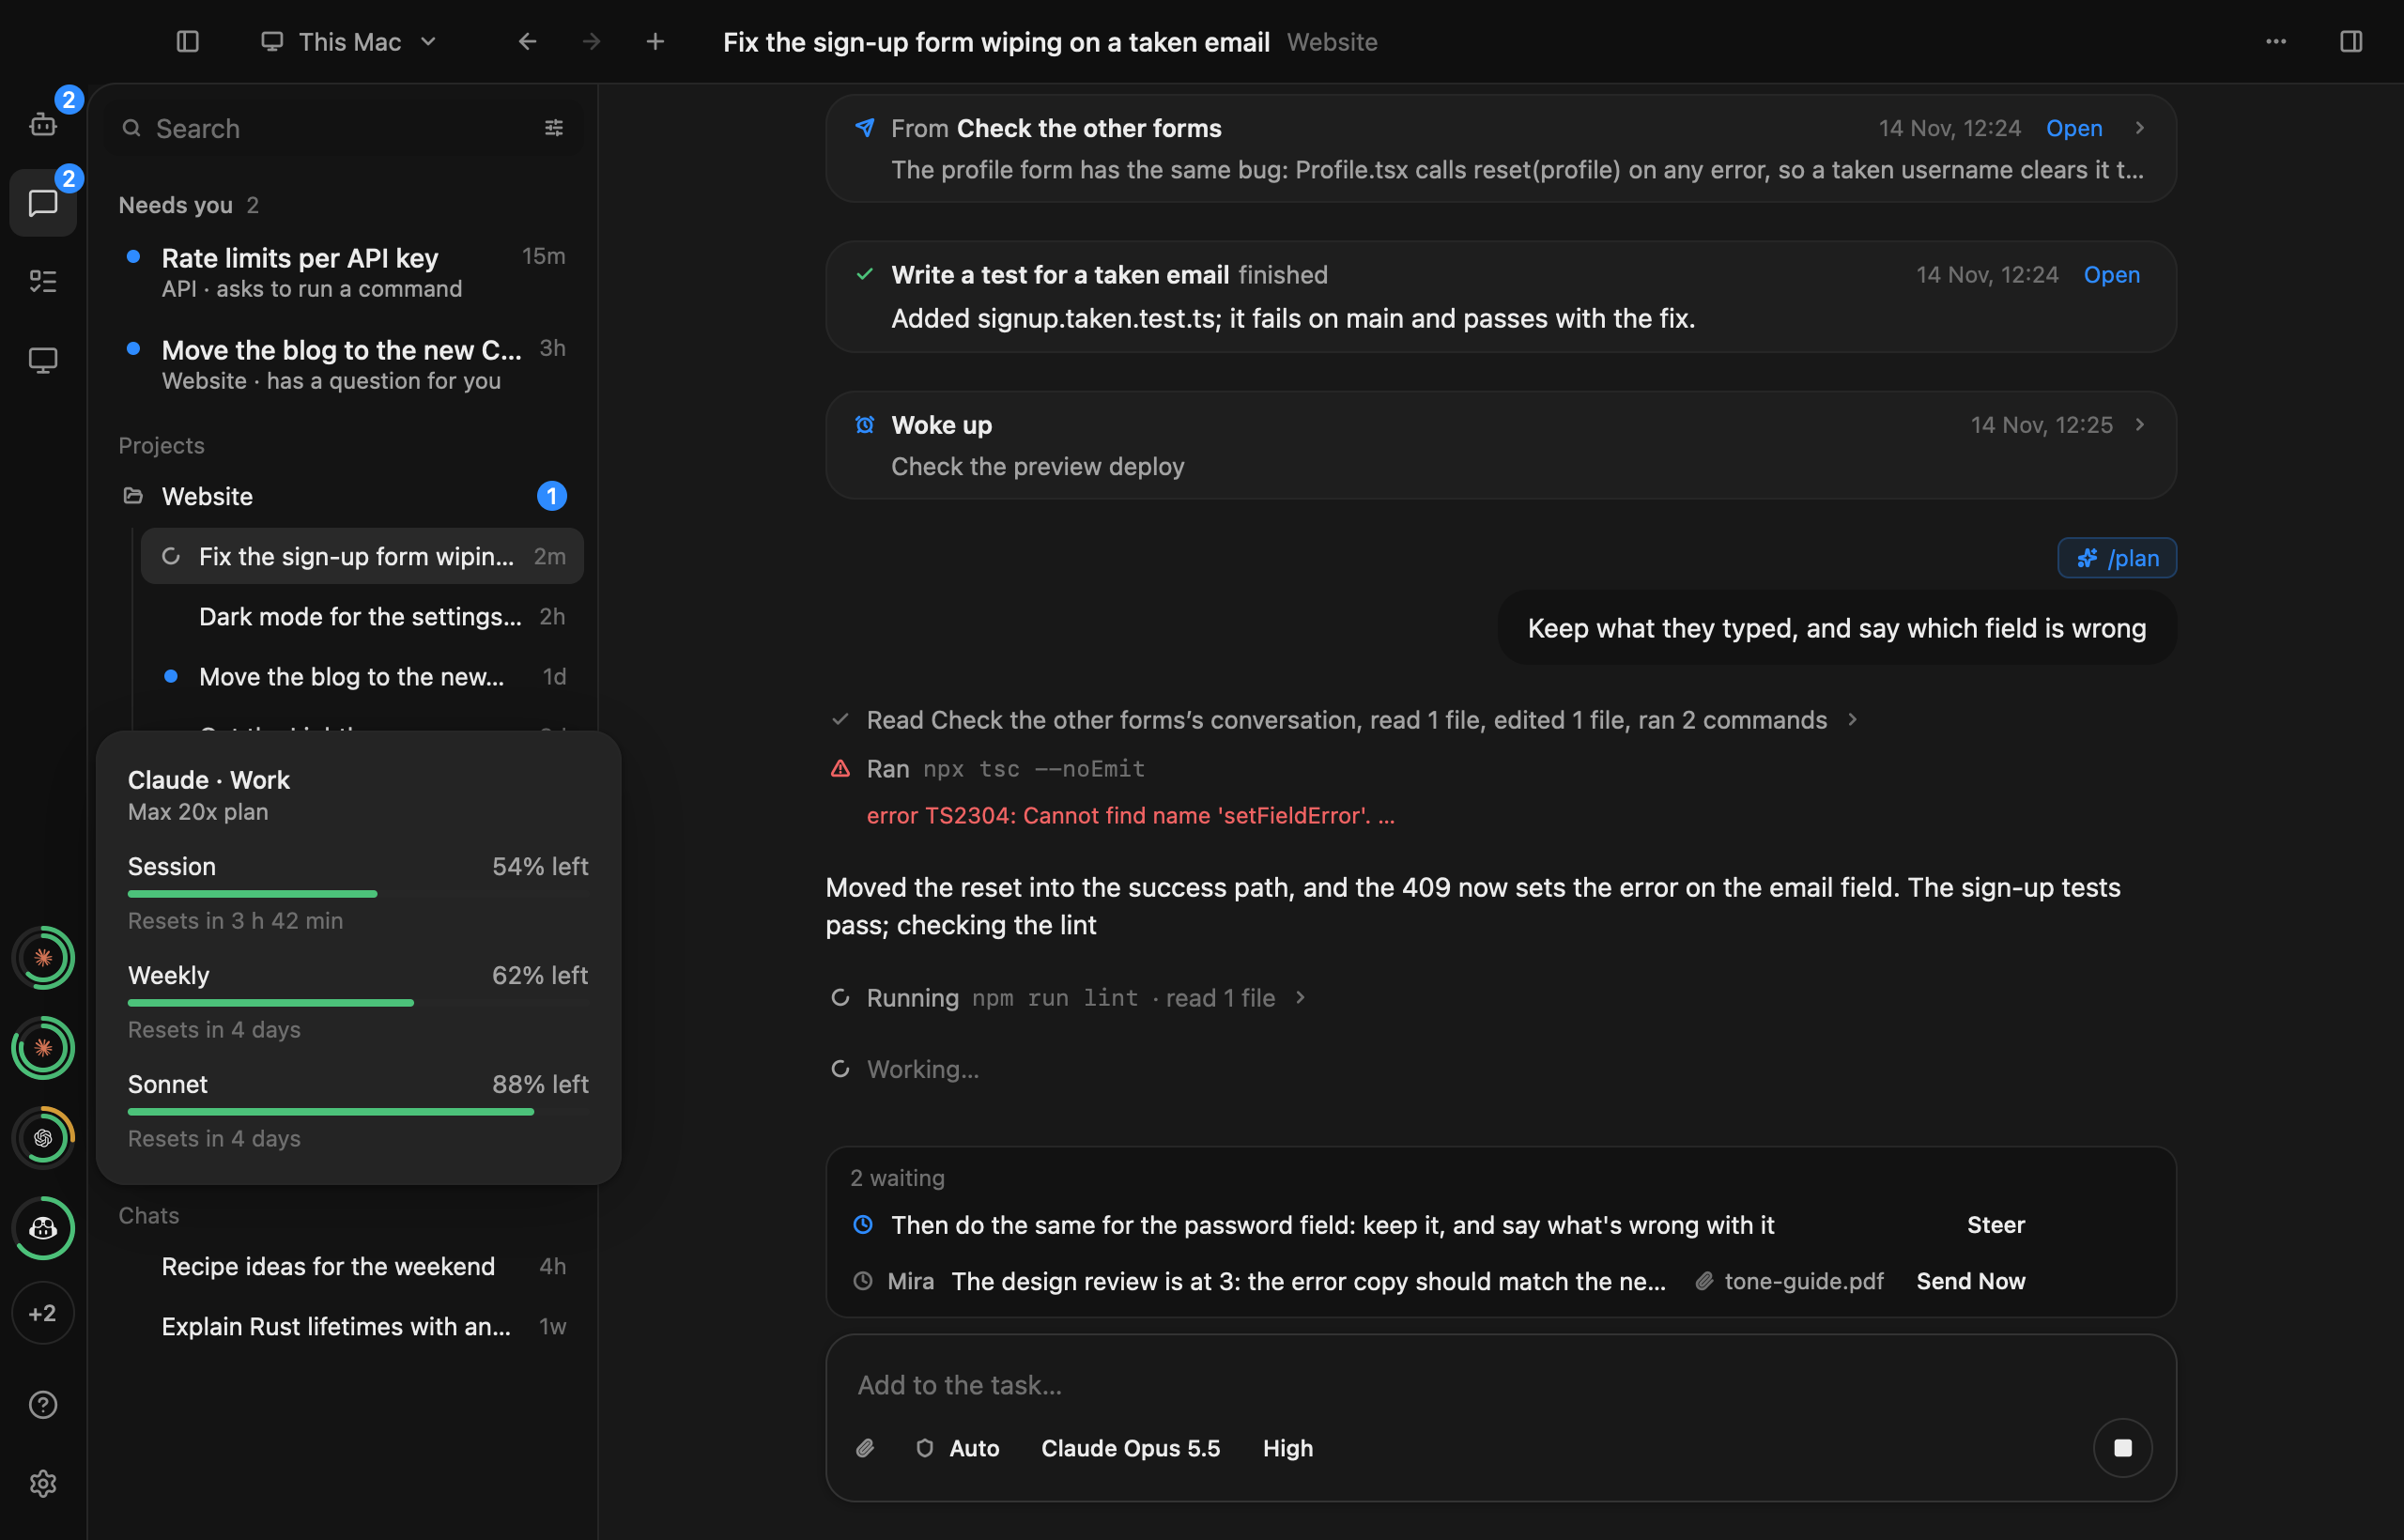 This Mac
Fix the sign-up form wiping on a taken email Website
2
2
Search
Needs you 2
Rate limits per API key 15m
API · asks to run a command
Move the blog to the new C... 3h
Website · has a question for you
Projects
Website 1
Fix the sign-up form wipin... 2m
Dark mode for the settings... 2h
Move the blog to the new... 1d
Claude · Work
Max 20x plan
Session 54% left
Resets in 3 h 42 min
Weekly 62% left
Resets in 4 days
Sonnet 88% left
Resets in 4 days
+2
Chats
Recipe ideas for the weekend 4h
Explain Rust lifetimes with an... 1w
From Check the other forms 14 Nov, 12:24 Open
The profile form has the same bug: Profile.tsx calls reset(profile) on any error, so a taken username clears it t...
Write a test for a taken email finished 14 Nov, 12:24 Open
Added signup.taken.test.ts; it fails on main and passes with the fix.
Woke up 14 Nov, 12:25
Check the preview deploy
/plan
Keep what they typed, and say which field is wrong
Read Check the other forms’s conversation, read 1 file, edited 1 file, ran 2 commands
Ran npx tsc --noEmit
error TS2304: Cannot find name 'setFieldError'. ...
Moved the reset into the success path, and the 409 now sets the error on the email field. The sign-up tests
pass; checking the lint
Running npm run lint · read 1 file
Working...
2 waiting
Then do the same for the password field: keep it, and say what's wrong with it Steer
Mira The design review is at 3: the error copy should match the ne... tone-guide.pdf Send Now
Add to the task...
Auto Claude Opus 5.5 High